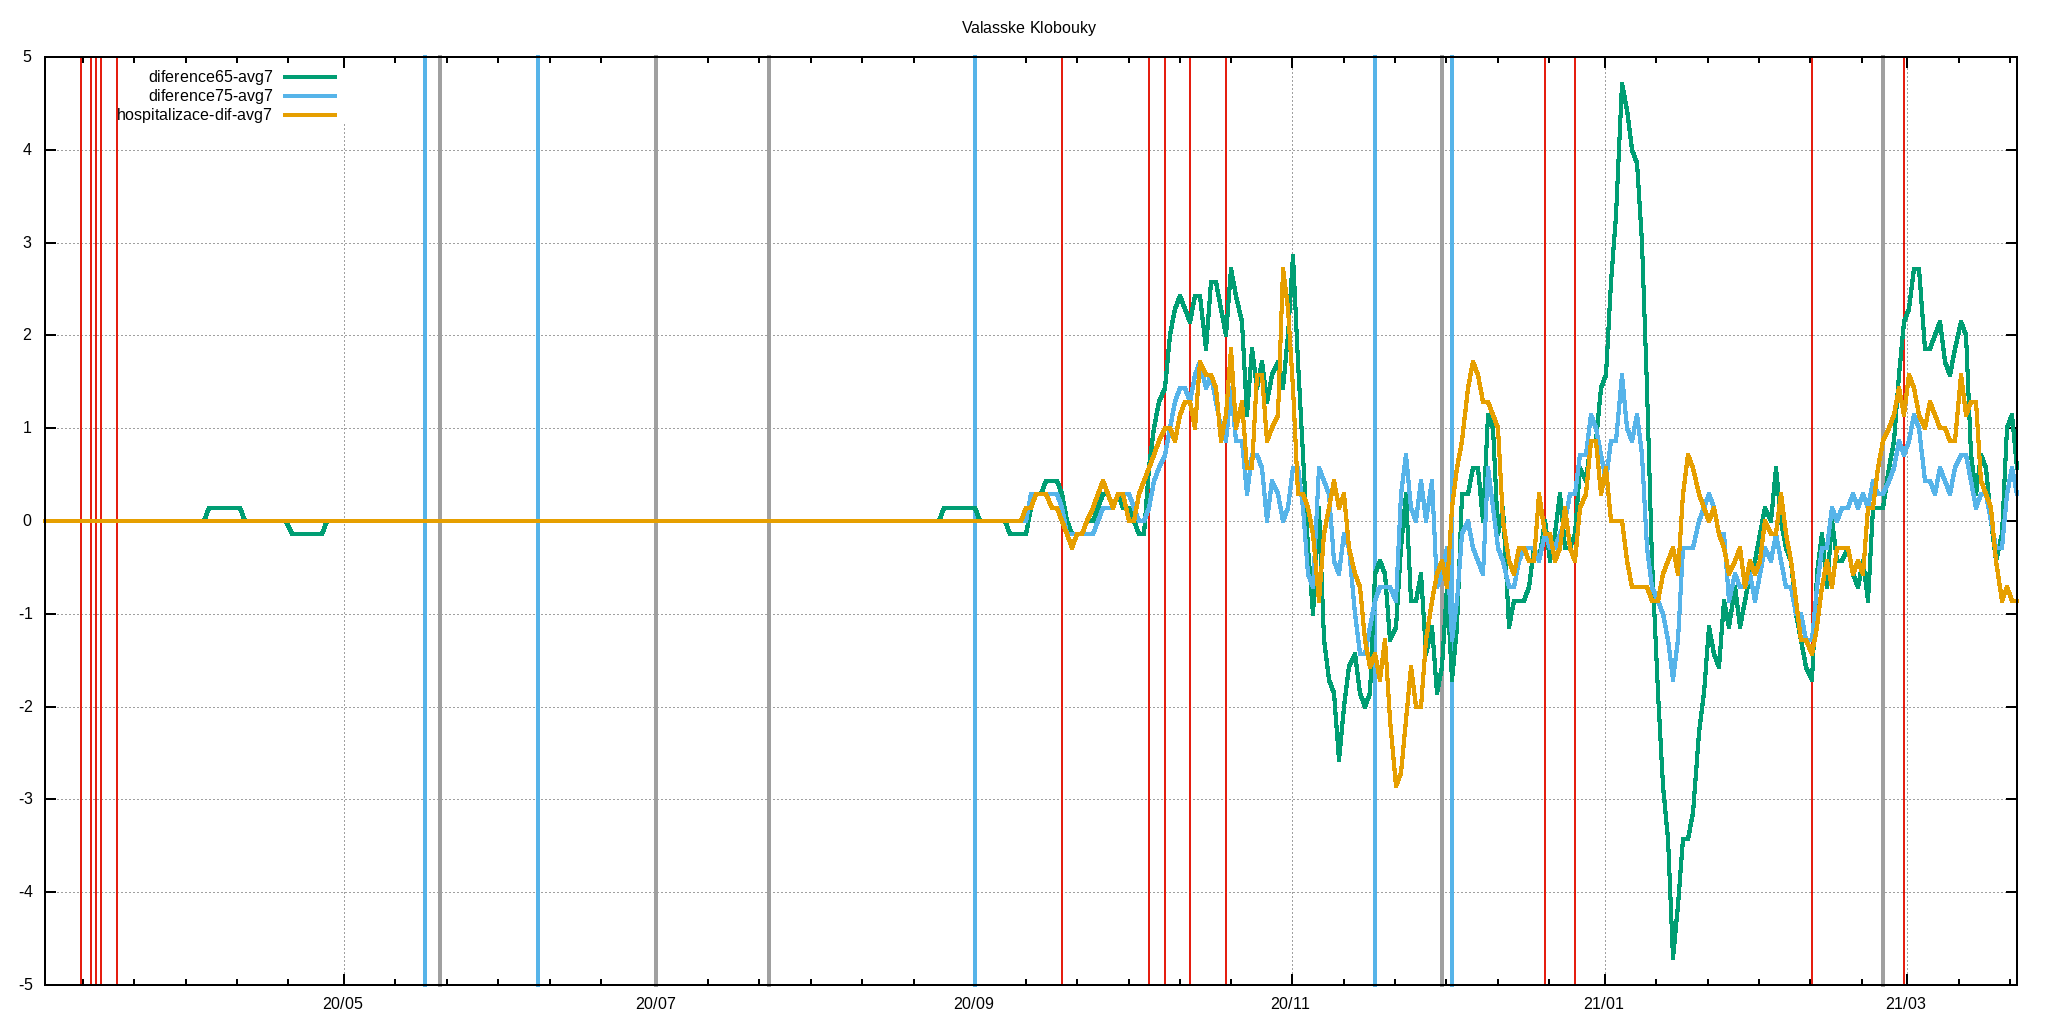 Valasske Klobouky
5
diference65-avg7
diference75-avg7
hospitalizace-dif-avg7
4
3
2
1
0
-1
-2
-3
-4
-5
20/05 20/07 20/09 20/11 21/01 21/03